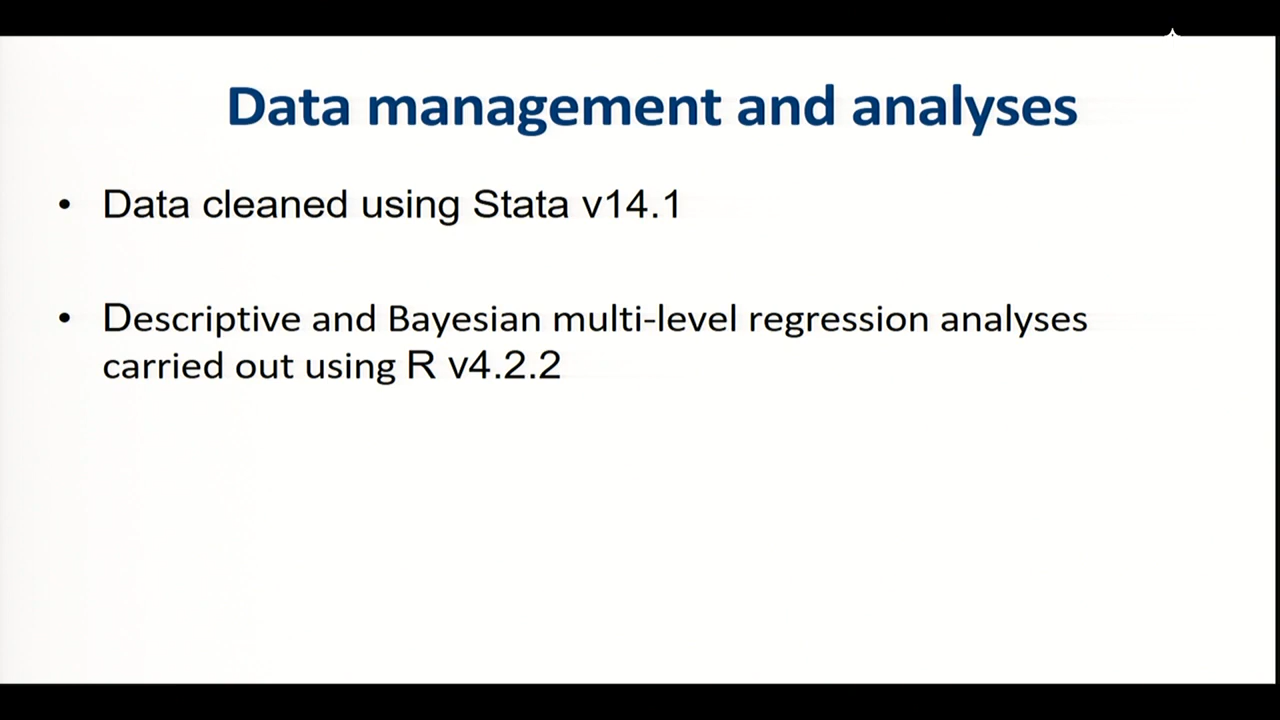 Data management and analyses
• Data cleaned using Stata v14.1
• Descriptive and Bayesian multi-level regression analyses
carried out using R v4.2.2